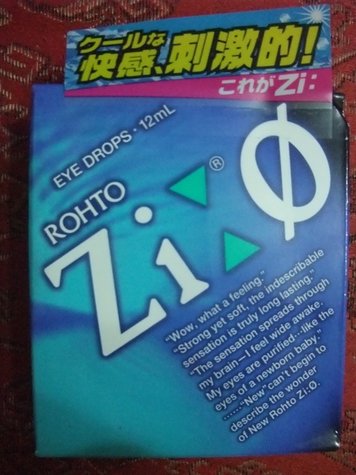 クールな
快感、刺激的！
これがZi:
EYE DROPS・12mL
ROHTO
Zi:Ø®
"Wow, what a feeling."
"Strong yet soft, the indescribable
sensation is truly long lasting."
"The sensation spreads through
my brain—I feel wide awake.
My eyes are purified...like the
eyes of a newborn baby."
......"New" can't begin to
describe the wonder
of New Rohto Zi:Ø.